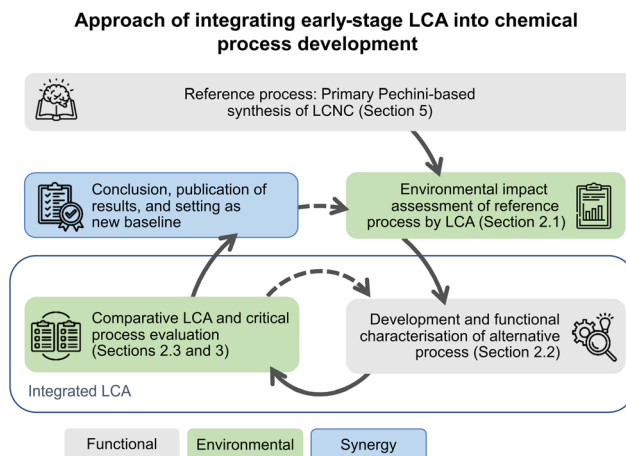 Approach of integrating early-stage LCA into chemical
process development
Reference process: Primary Pechini-based
synthesis of LCNC (Section 5)
Conclusion, publication of
results, and setting as
new baseline
Environmental impact
assessment of reference
process by LCA (Section 2.1)
Comparative LCA and critical
process evaluation
(Sections 2.3 and 3)
Development and functional
characterisation of alternative
process (Section 2.2)
Integrated LCA
Functional
Environmental
Synergy